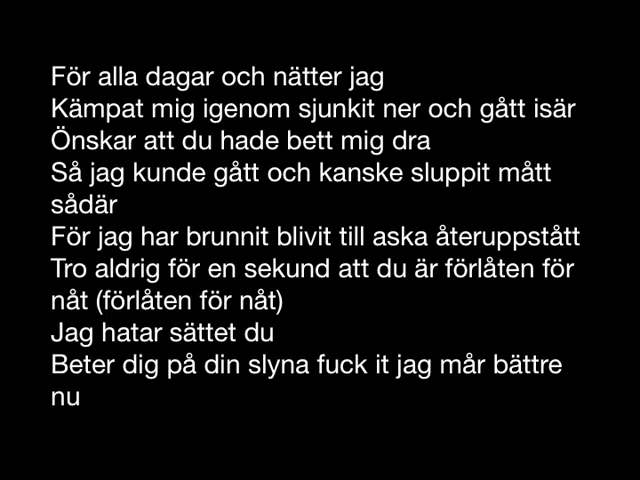 För alla dagar och nätter jag
Kämpat mig igenom sjunkit ner och gått isär
Önskar att du hade bett mig dra
Så jag kunde gått och kanske sluppit mått
sådär
För jag har brunnit blivit till aska återuppstått
Tro aldrig för en sekund att du är förlåten för
nåt (förlåten för nåt)
Jag hatar sättet du
Beter dig på din slyna fuck it jag mår bättre
nu